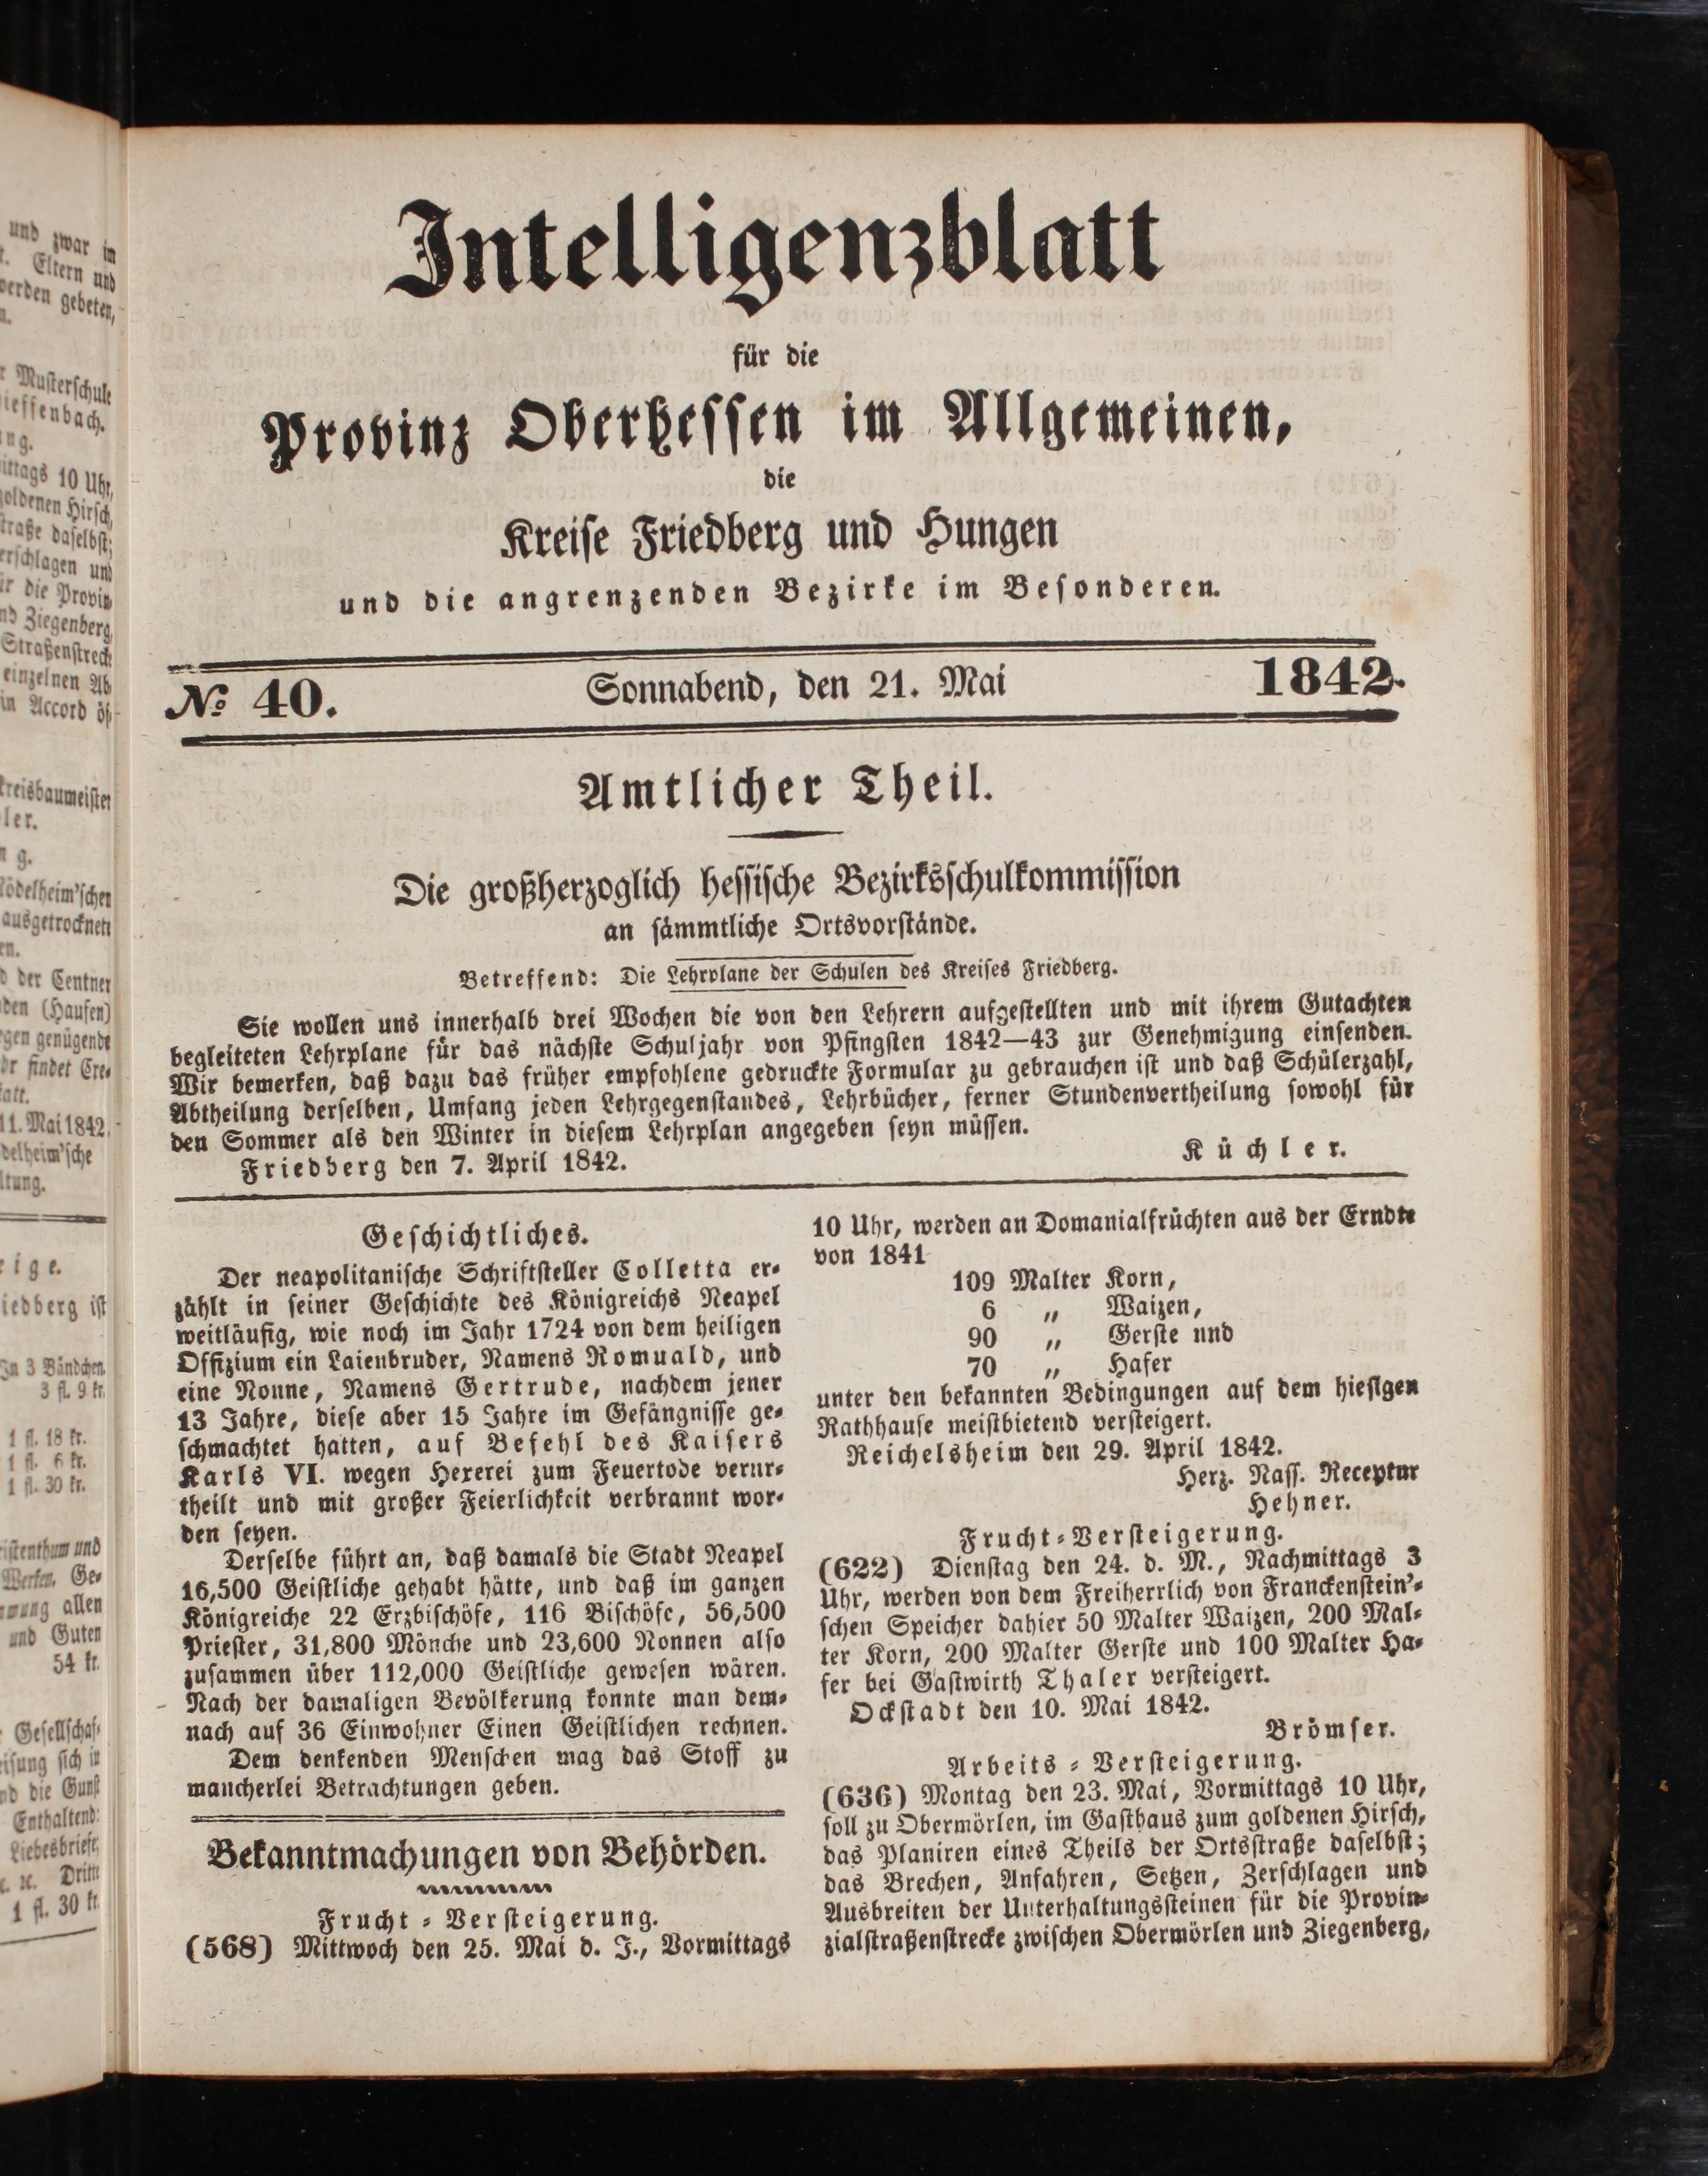 Intelligenzblatt
für die
Provinz Oberhessen im Allgemeinen,
die
Kreise Friedberg und Hungen
und die angrenzenden Bezirke im Besonderen.
No 40.
Sonnabend, den 21. Mai
1842.
Amtlicher Theil.
Die großherzoglich hessische Bezirksschulkommission
an sämmtliche Ortsvorstände.
Betreffend: Die Lehrplane der Schulen des Kreises Friedberg.
Sie wollen uns innerhalb drei Wochen die von den Lehrern aufgestellten und mit ihrem Gutachten
begleiteten Lehrplane für das nächste Schuljahr von Pfingsten 1842—43 zur Genehmigung einsenden.
Wir bemerken, daß dazu das früher empfohlene gedruckte Formular zu gebrauchen ist und daß Schülerzahl,
Abtheilung derselben, Umfang jeden Lehrgegenstandes, Lehrbücher, ferner Stundenvertheilung sowohl für
den Sommer als den Winter in diesem Lehrplan angegeben seyn müssen.
Friedberg den 7. April 1842.
Küchler.
Geschichtliches.
Der neapolitanische Schriftsteller Colletta er-
zählt in seiner Geschichte des Königreichs Neapel
weitläufig, wie noch im Jahr 1724 von dem heiligen
Offizium ein Laienbruder, Namens Romuald, und
eine Nonne, Namens Gertrude, nachdem jener
13 Jahre, diese aber 15 Jahre im Gefängnisse ge-
schmachtet hatten, auf Befehl des Kaisers
Karls VI. wegen Hexerei zum Feuertode verur-
theilt und mit großer Feierlichkeit verbrannt wor-
den seyen.
Derselbe führt an, daß damals die Stadt Neapel
16,500 Geistliche gehabt hätte, und daß im ganzen
Königreiche 22 Erzbischöfe, 116 Bischöfe, 56,500
Priester, 31,800 Mönche und 23,600 Nonnen also
zusammen über 112,000 Geistliche gewesen wären.
Nach der damaligen Bevölkerung konnte man dem-
nach auf 36 Einwohner Einen Geistlichen rechnen.
Dem denkenden Menschen mag das Stoff zu
mancherlei Betrachtungen geben.
Bekanntmachungen von Behörden.
Frucht-Versteigerung.
(568) Mittwoch den 25. Mai d. J., Vormittags
10 Uhr, werden an Domanialfrüchten aus der Erndte
von 1841
109 Malter Korn,
6 „ Waizen,
90 „ Gerste und
70 „ Hafer
unter den bekannten Bedingungen auf dem hiesigen
Rathhause meistbietend versteigert.
Reichelsheim den 29. April 1842.
Herz. Nass. Receptur
Hehner.
Frucht-Versteigerung.
(622) Dienstag den 24. d. M., Nachmittags 3
Uhr, werden von dem Freiherrlich von Franckenstein'-
schen Speicher dahier 50 Malter Waizen, 200 Mal-
ter Korn, 200 Malter Gerste und 100 Malter Ha-
fer bei Gastwirth Thaler versteigert.
Ockstadt den 10. Mai 1842.
Brömser.
Arbeits-Versteigerung.
(636) Montag den 23. Mai, Vormittags 10 Uhr,
soll zu Obermörlen, im Gasthaus zum goldenen Hirsch,
das Planiren eines Theils der Ortsstraße daselbst;
das Brechen, Anfahren, Setzen, Zerschlagen und
Ausbreiten der Unterhaltungssteinen für die Provin-
zialstraßenstrecke zwischen Obermörlen und Ziegenberg,